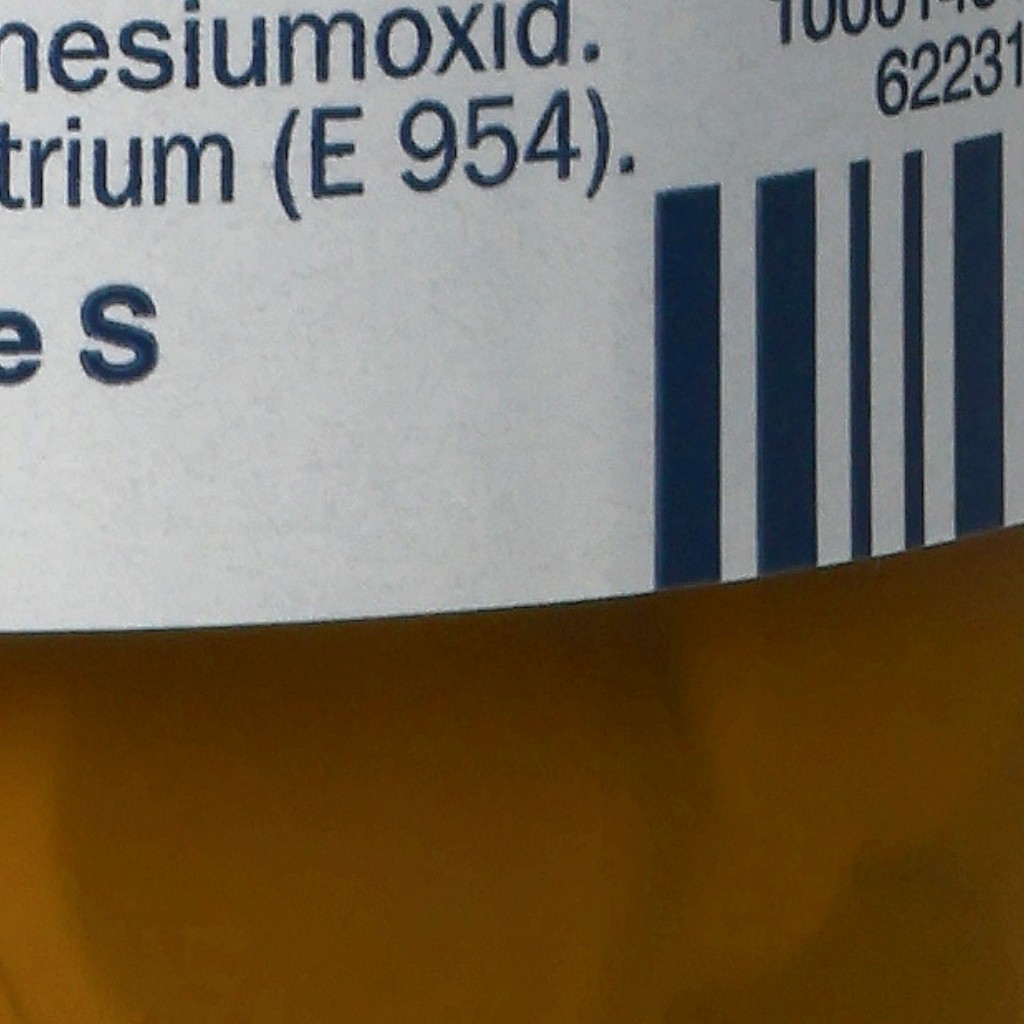 nesiumoxid.
trium (E 954).
e S
62231